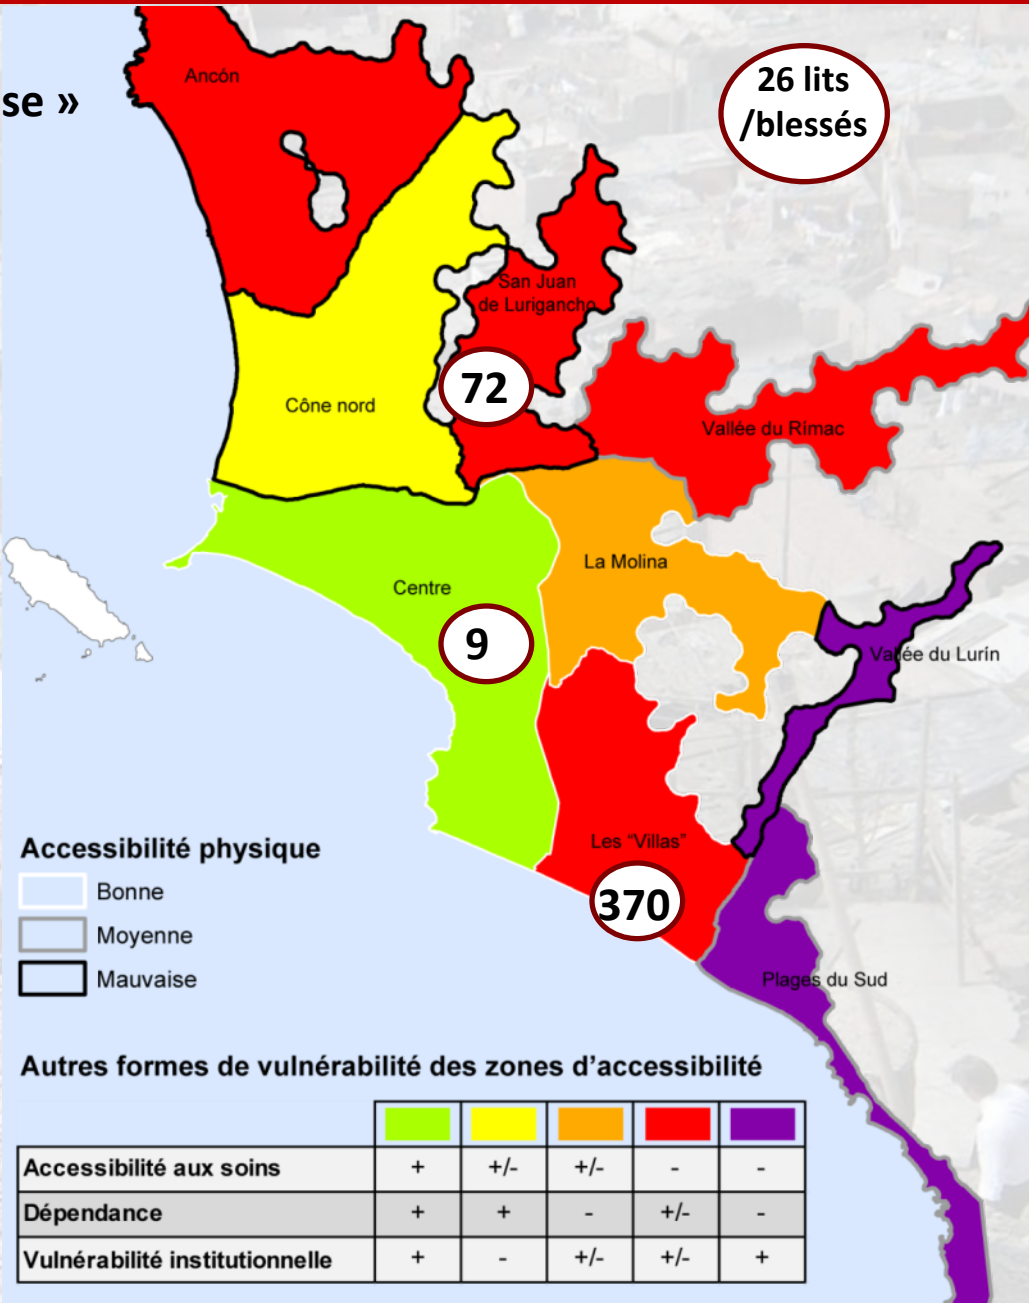 se »
26 lits
/blessés
Ancón
San Juan
de Lurigancho
72
Cône nord
Vallée du Rímac
La Molina
Centre
9
Vallée du Lurín
Les "Villas"
370
Plages du Sud
Accessibilité physique
Bonne
Moyenne
Mauvaise
Autres formes de vulnérabilité des zones d'accessibilité
Accessibilité aux soins + +/- +/- - -
Dépendance + + - +/- -
Vulnérabilité institutionnelle + - +/- +/- +